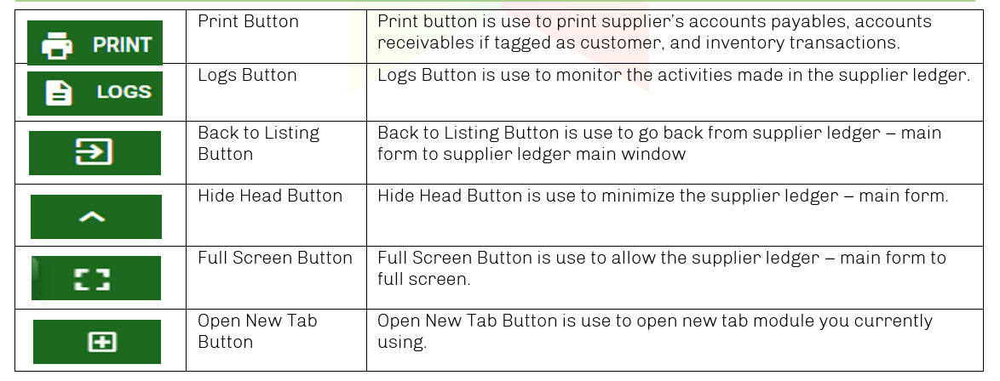 PRINT
Print Button
Print button is use to print supplier's accounts payables, accounts
receivables if tagged as customer, and inventory transactions.
LOGS
Logs Button
Logs Button is use to monitor the activities made in the supplier ledger.
Back to Listing
Button
Back to Listing Button is use to go back from supplier ledger – main
form to supplier ledger main window
Hide Head Button
Hide Head Button is use to minimize the supplier ledger – main form.
Full Screen Button
Full Screen Button is use to allow the supplier ledger – main form to
full screen.
Open New Tab
Button
Open New Tab Button is use to open new tab module you currently
using.